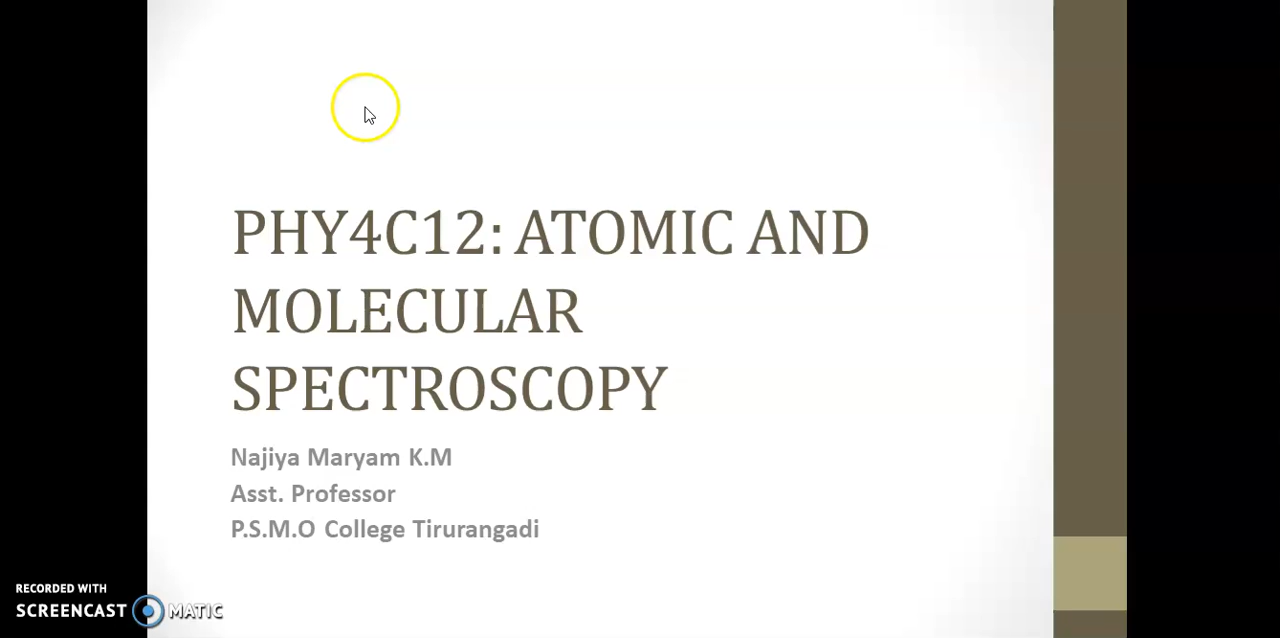 PHY4C12: ATOMIC AND
MOLECULAR
SPECTROSCOPY
Najiya Maryam K.M
Asst. Professor
P.S.M.O College Tirurangadi
RECORDED WITH
SCREENCAST MATIC